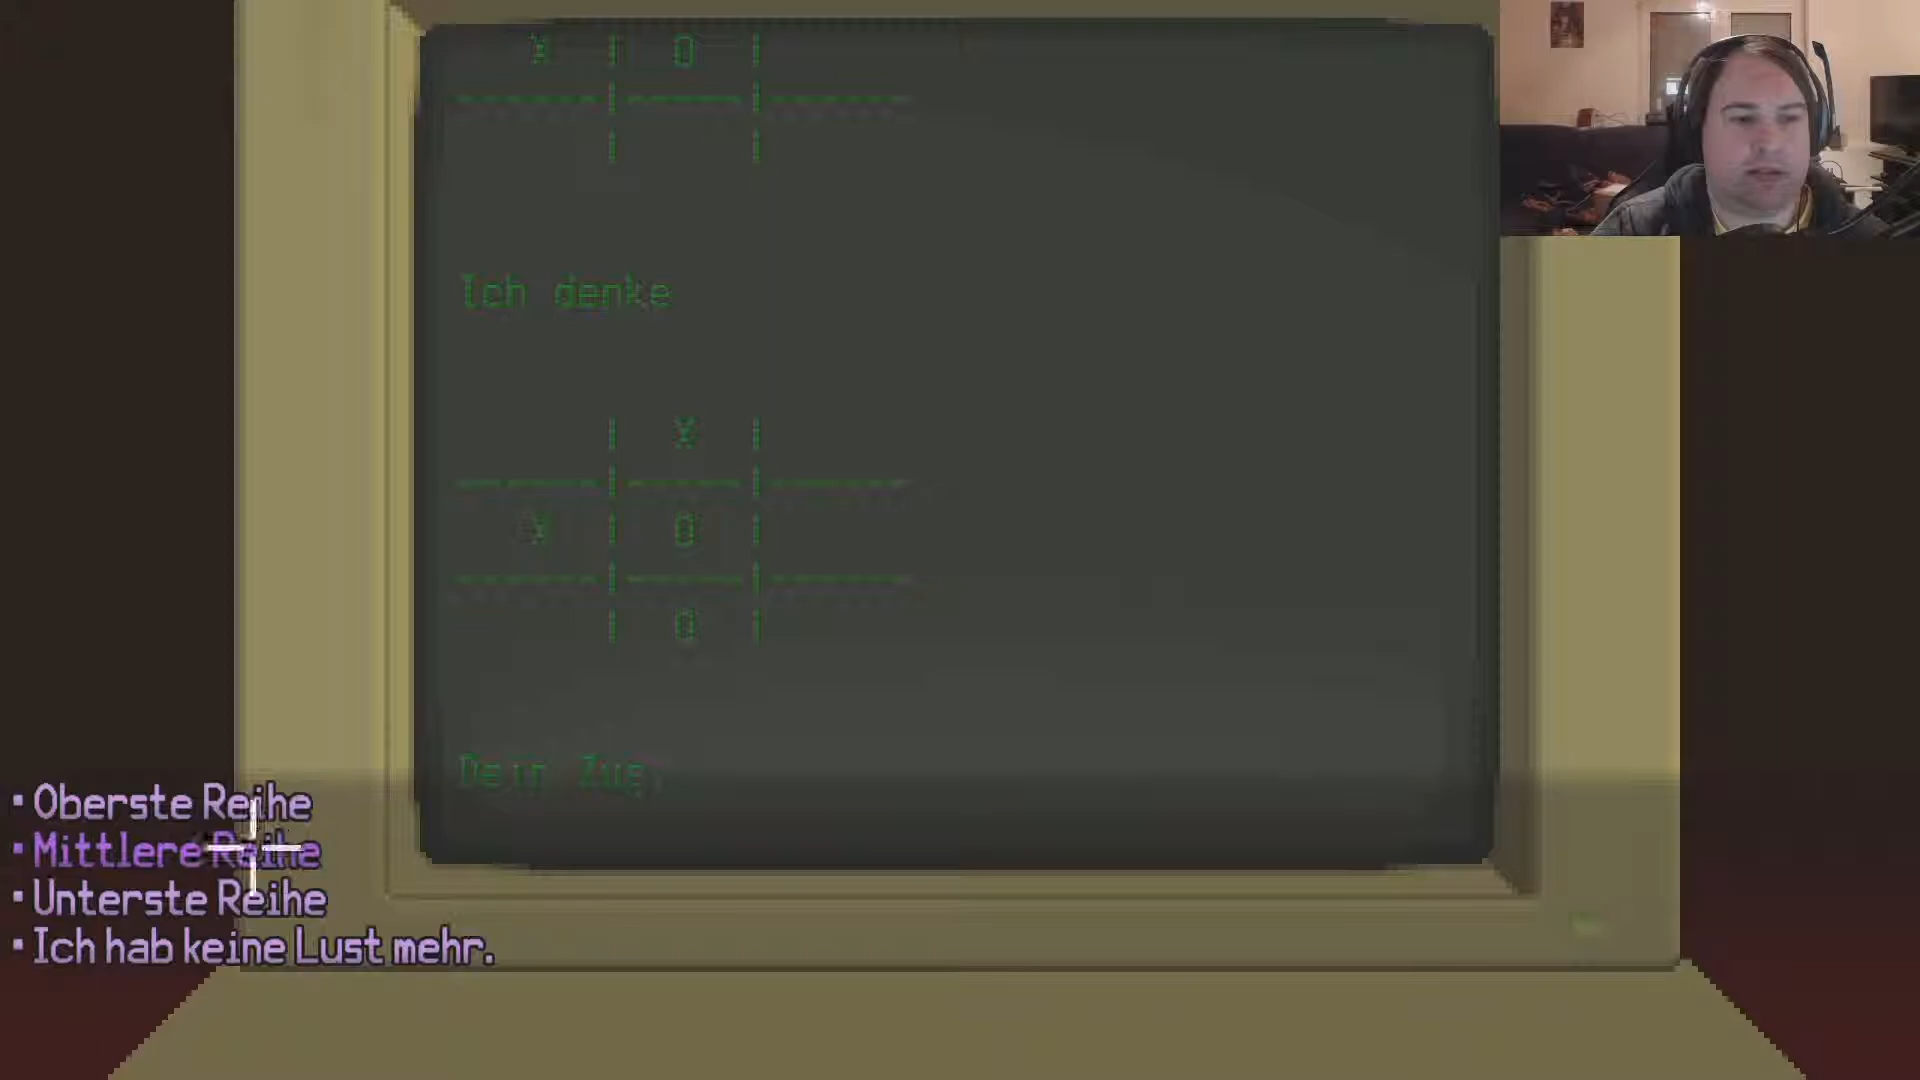 ¥ | O |
Ich denke
| ¥ |
¥ | O |
| O |
Dein Zug.
· Oberste Reihe
· Mittlere Reihe
· Unterste Reihe
· Ich hab keine Lust mehr.